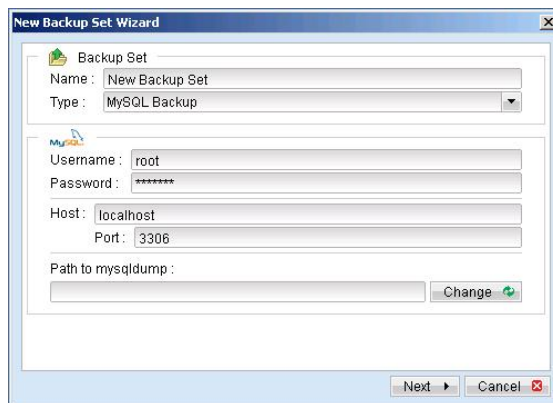 New Backup Set Wizard
Backup Set
Name : New Backup Set
Type : MySQL Backup
MySQL
Username : root
Password : *******
Host : localhost
Port : 3306
Path to mysqldump :
Change
Next
Cancel